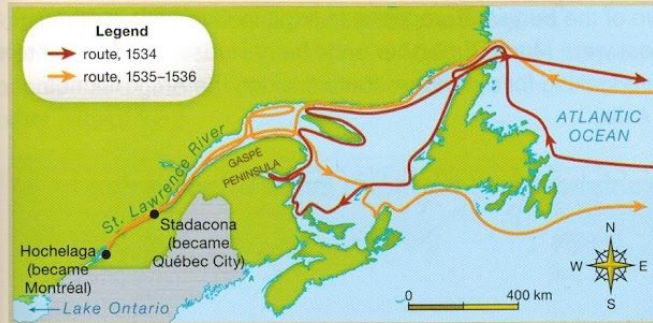 Legend
route, 1534
route, 1535–1536
ATLANTIC
OCEAN
St. Lawrence River
GASPÉ
PENINSULA
Stadacona
(became
Québec City)
Hochelaga
(became
Montréal)
Lake Ontario
N
W E
S
0 400 km